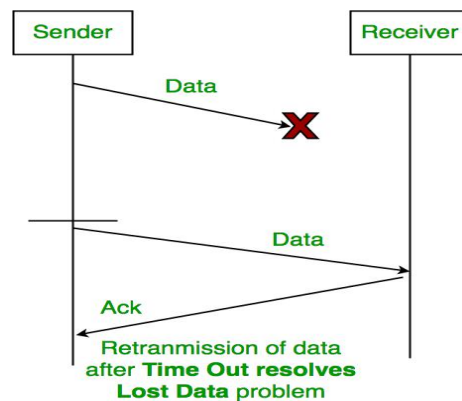 Sender
Receiver
Data
Data
Ack
Retranmission of data
after Time Out resolves
Lost Data problem